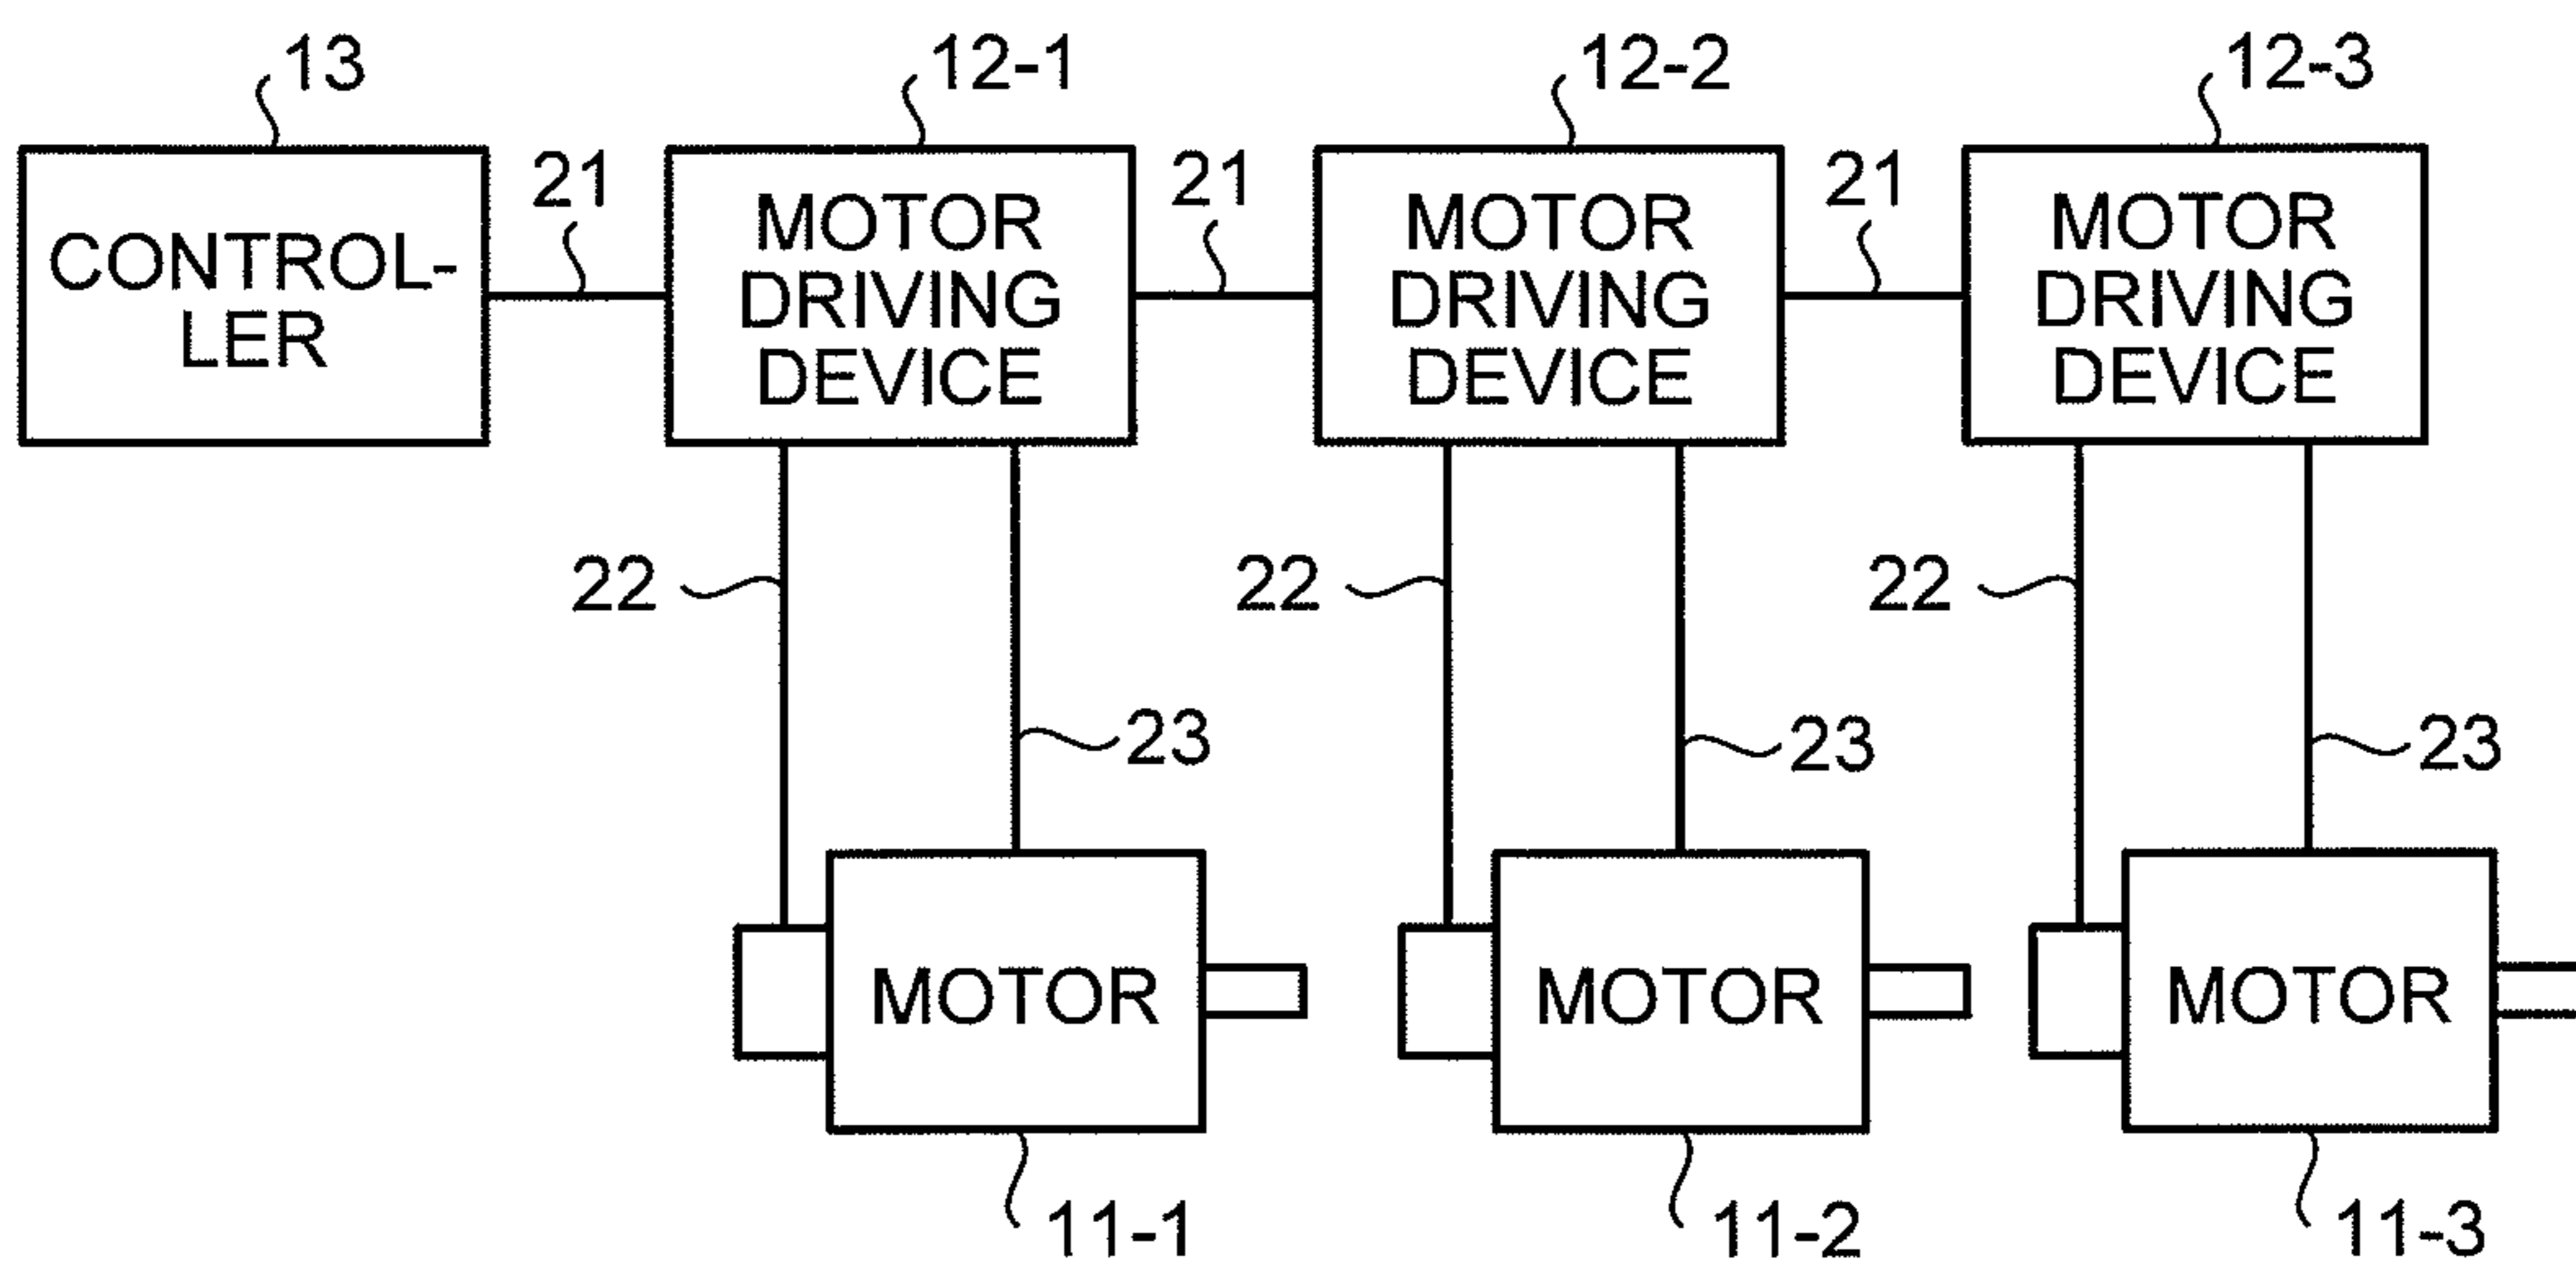 13
12-1
12-2
12-3
21
21
21
CONTROL-
LER
MOTOR
DRIVING
DEVICE
MOTOR
DRIVING
DEVICE
MOTOR
DRIVING
DEVICE
22
22
22
23
23
23
MOTOR
MOTOR
MOTOR
11-1
11-2
11-3